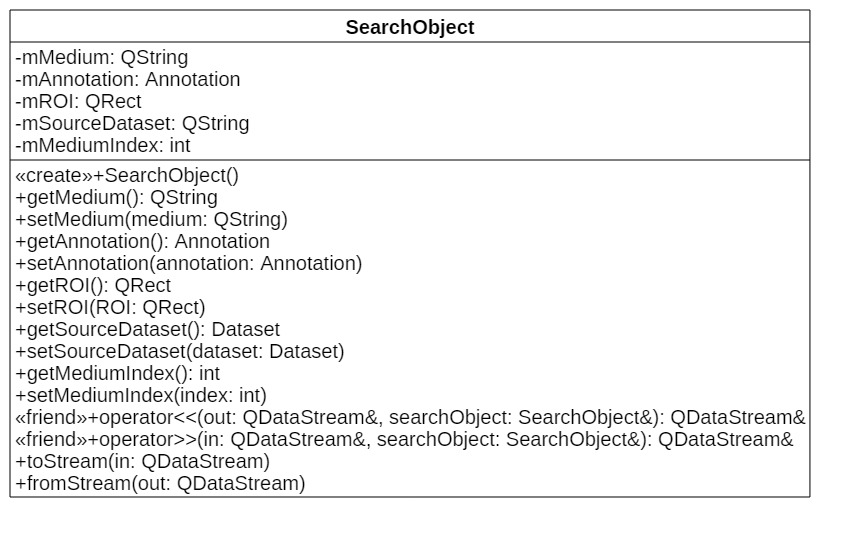 SearchObject
-mMedium: QString
-mAnnotation: Annotation
-mROI: QRect
-mSourceDataset: QString
-mMediumIndex: int
«create»+SearchObject()
+getMedium(): QString
+setMedium(medium: QString)
+getAnnotation(): Annotation
+setAnnotation(annotation: Annotation)
+getROI(): QRect
+setROI(ROI: QRect)
+getSourceDataset(): Dataset
+setSourceDataset(dataset: Dataset)
+getMediumIndex(): int
+setMediumIndex(index: int)
«friend»+operator<<(out: QDataStream&, searchObject: SearchObject&): QDataStream&
«friend»+operator>>(in: QDataStream&, searchObject: SearchObject&): QDataStream&
+toStream(in: QDataStream)
+fromStream(out: QDataStream)